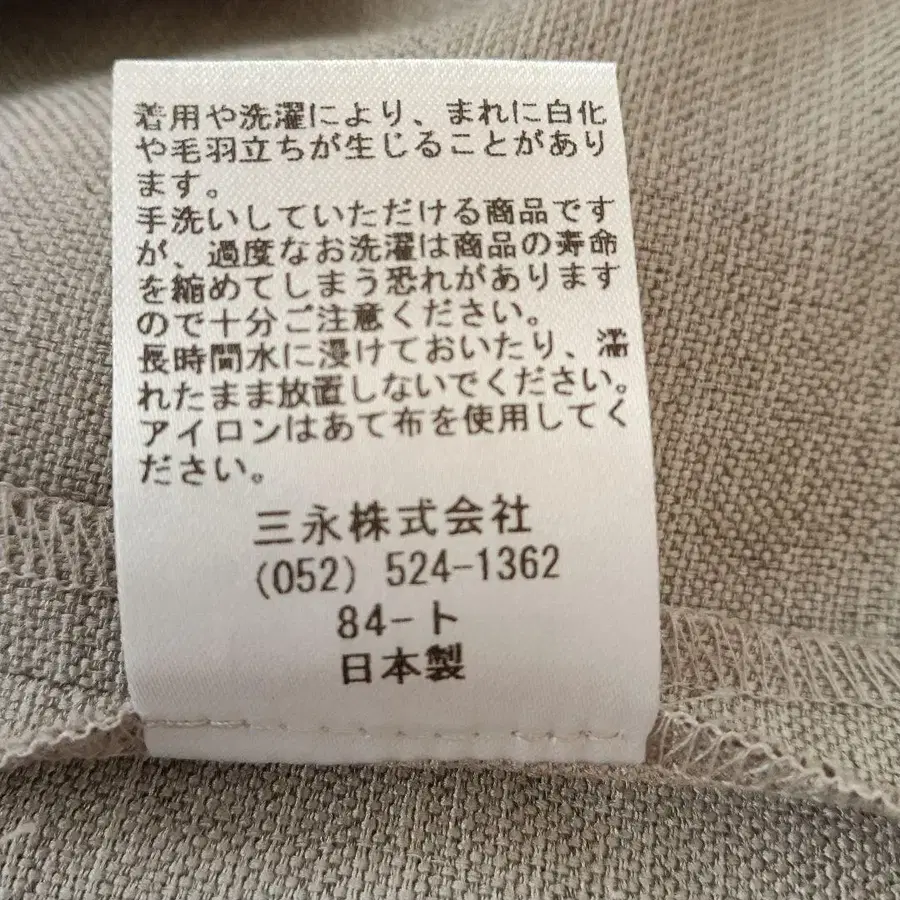 着用や洗濯により、まれに白化
や毛羽立ちが生じることがあり
ます。
手洗いしていただける商品です
が、過度なお洗濯は商品の寿命
を縮めてしまう恐れがあります
ので十分ご注意ください。
長時間水に浸けておいたり、濡
れたまま放置しないでください。
アイロンはあて布を使用してく
ださい。
三永株式会社
(052) 524-1362
84-ト
日本製